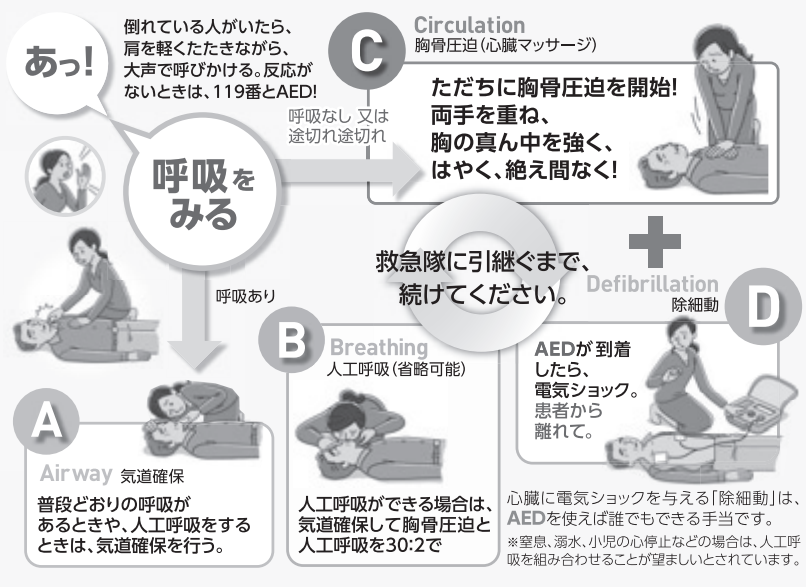 あっ!
倒れている人がいたら、
肩を軽くたたきながら、
大声で呼びかける。反応が
ないときは、119番とAED!
呼吸を
みる
呼吸なし 又は
途切れ途切れ
C
Circulation
胸骨圧迫(心臓マッサージ)
ただちに胸骨圧迫を開始!
両手を重ね、
胸の真ん中を強く、
はやく、絶え間なく!
救急隊に引継ぐまで、
続けてください。
呼吸あり
A
Airway 気道確保
普段どおりの呼吸が
あるときや、人工呼吸をする
ときは、気道確保を行う。
B
Breathing
人工呼吸(省略可能)
人工呼吸ができる場合は、
気道確保して胸骨圧迫と
人工呼吸を30:2で
Defibrillation
除細動
D
AEDが到着
したら、
電気ショック。
患者から
離れて。
心臓に電気ショックを与える「除細動」は、
AEDを使えば誰でもできる手当です。
※窒息、溺水、小児の心停止などの場合は、人工呼
吸を組み合わせることが望ましいとされています。